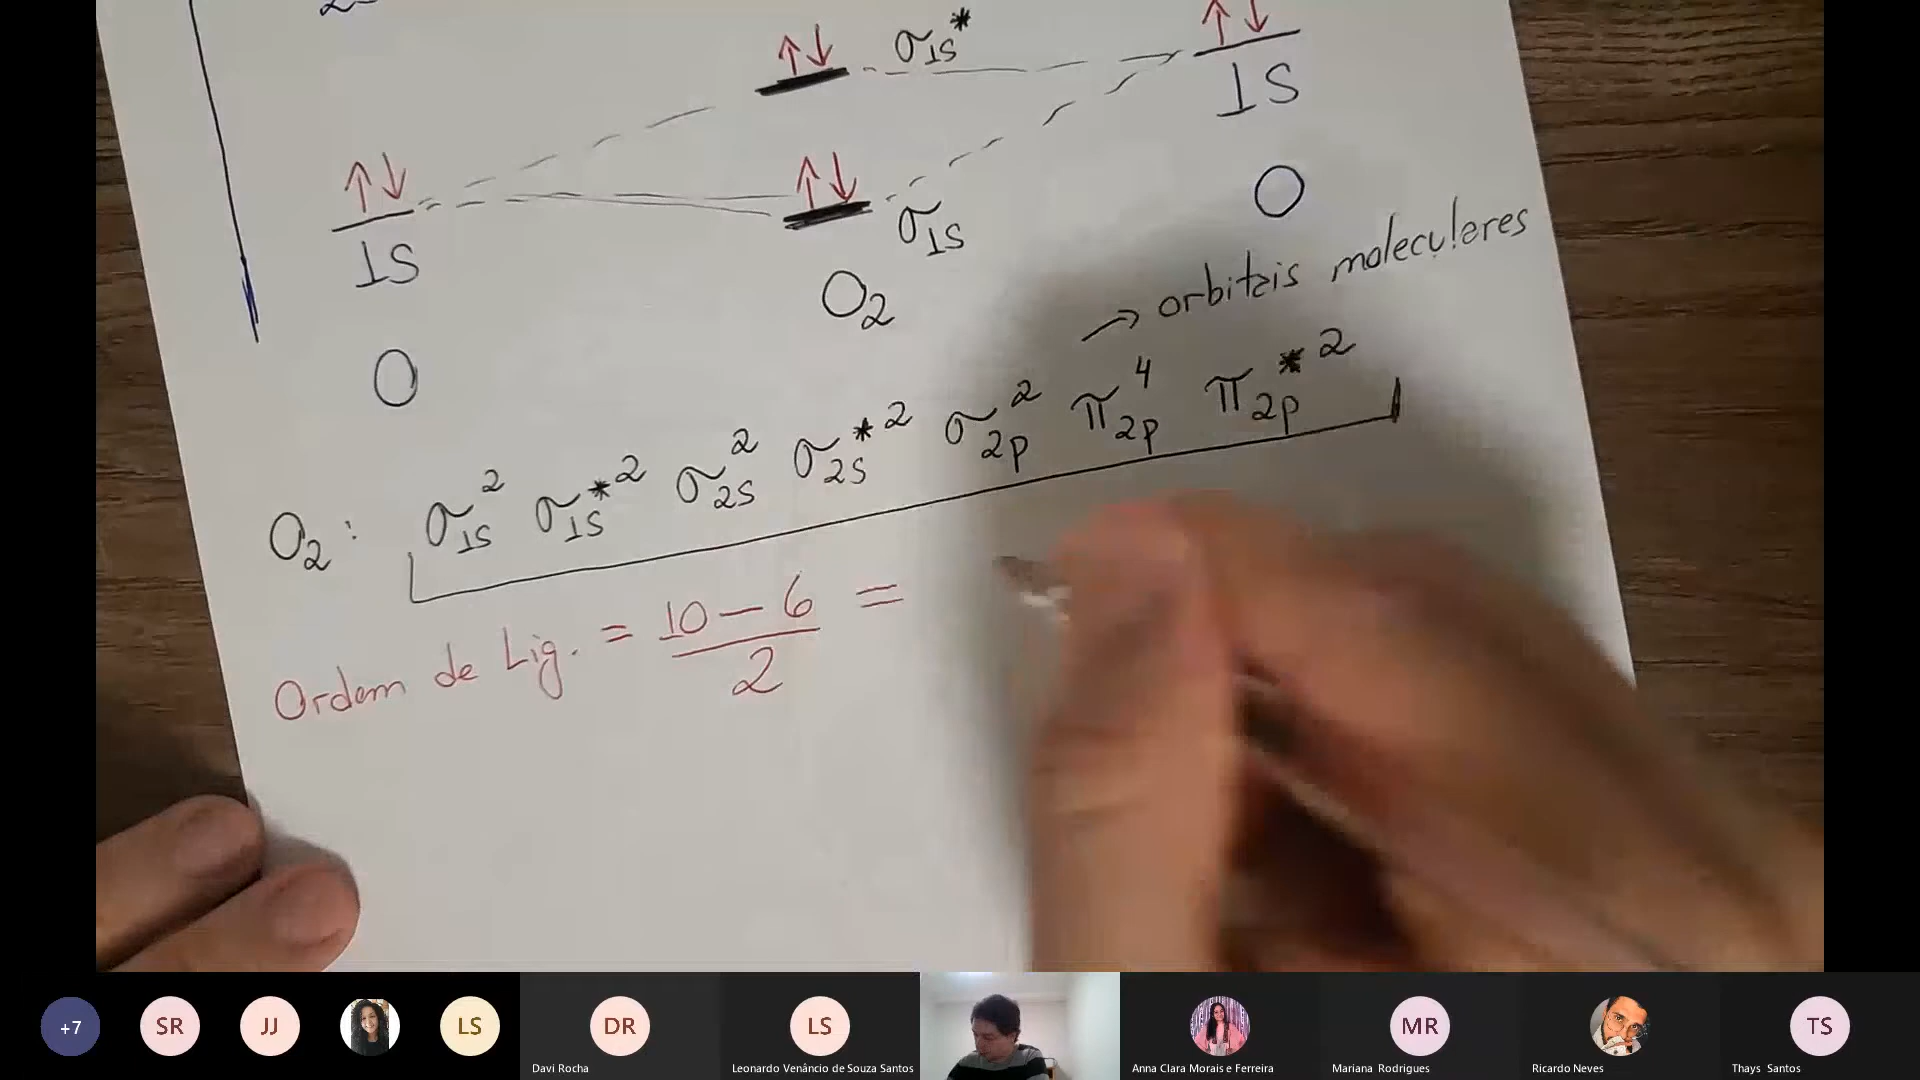 ↑↓ σ1s* ↑↓
1s
↑↓ ↑↓
1s σ1s O
O2
O → orbitais moleculares
O2: σ1s² σ1s*² σ2s² σ2s*² σ2p² π2p⁴ π2p*²
Ordem de Lig. = 10 – 6 =
2
+7 SR JJ LS DR LS MR TS
Davi Rocha Leonardo Venâncio de Souza Santos Anna Clara Morais e Ferreira Mariana Rodrigues Ricardo Neves Thays Santos